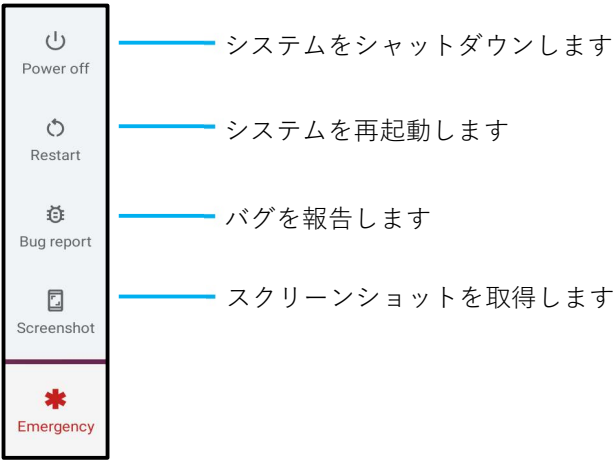 Power off
システムをシャットダウンします
Restart
システムを再起動します
Bug report
バグを報告します
Screenshot
スクリーンショットを取得します
Emergency